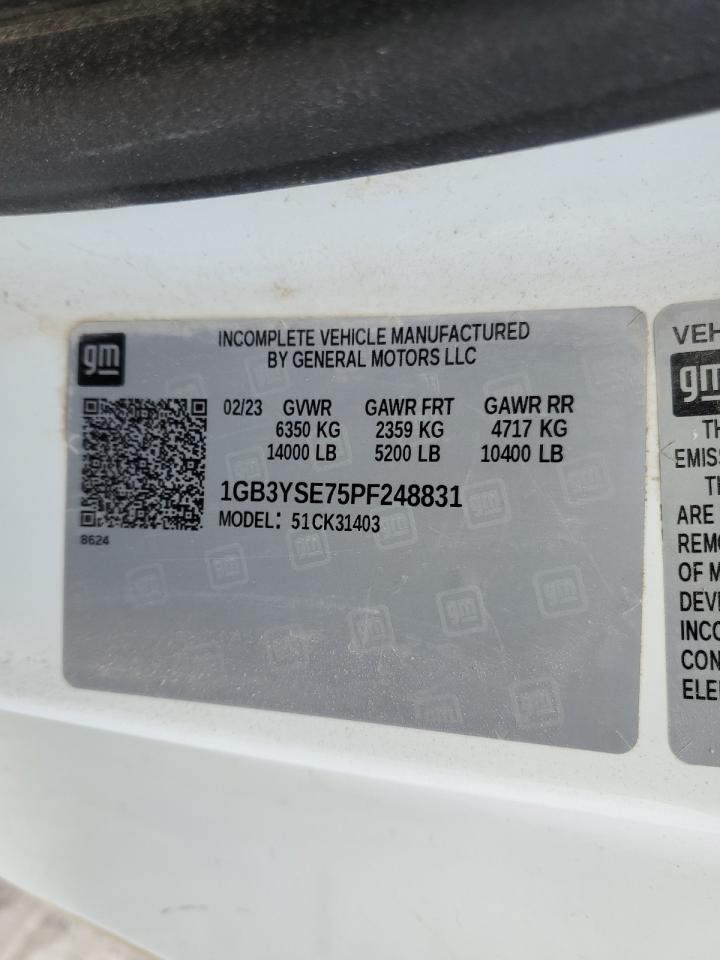 gm
INCOMPLETE VEHICLE MANUFACTURED
BY GENERAL MOTORS LLC
02/23 GVWR GAWR FRT GAWR RR
6350 KG 2359 KG 4717 KG
14000 LB 5200 LB 10400 LB
1GB3YSE75PF248831
MODEL: 51CK31403
8624
VEH
gm
TH
EMISS
TH
ARE
REMO
OF M
DEVI
INCO
CON
ELE